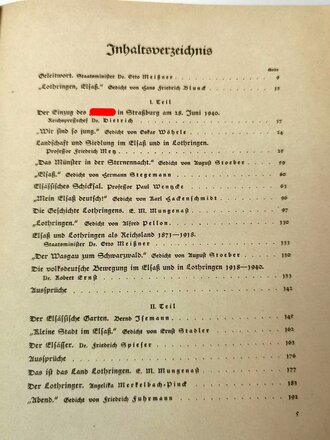 Inhaltsverzeichnis
Seite
Geleitwort. Staatsminister Dr. Otto Meißner 9
„Lothringen, Elsaß.“ Gedicht von Hans Friedrich Blunck 11
I. Teil
Der Einzug des in Straßburg am 28. Juni 1940.
Reichspressechef Dr. Dietrich 17
„Wir sind so jung.“ Gedicht von Oskar Wöhrle 24
Landschaft und Siedlung im Elsaß und in Lothringen.
Professor Friedrich Metz
„Das Münster in der Sternennacht.“ Gedicht von August Stoeber
„Elsaß.“ Gedicht von Hermann Stegemann
Elsässisches Schicksal. Professor Paul Wentzcke
„Mein Elsaß deutsch!“ Gedicht von Karl Hackenschmidt
Die Geschichte Lothringens. E. M. Mungenast
„Lothringen.“ Gedicht von Alfred Pellon
Elsaß und Lothringen als Reichsland 1871—1918.
Staatsminister Dr. Otto Meißner
„Der Wasgau zum Schwarzwald.“ Gedicht von August Stoeber
Die volksdeutsche Bewegung im Elsaß und in Lothringen 1918—1940.
Dr. Robert Ernst
Aussprüche 142
II. Teil
Der Elsässische Garten. Bernd Isemann
„Kleine Stadt im Elsaß.“ Gedicht von Ernst Stadler
Der Elsässer. Dr. Friedrich Spieser
Aussprüche 176
Das ist das Land Lothringen. E. M. Mungenast 177
Der Lothringer. Angelika Merkelbach-Pinck
„Abend.“ Gedicht von Friedrich Fuhrmann 192
5